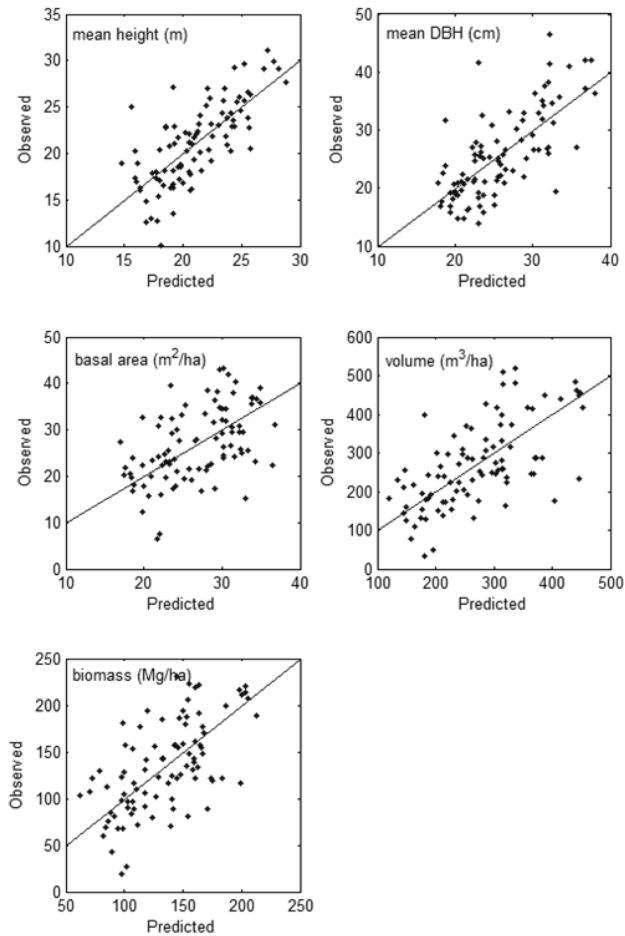 mean height (m)
35
30
25
20
15
10
Observed
10 15 20 25 30
Predicted
mean DBH (cm)
50
40
30
20
10
Observed
10 20 30 40
Predicted
basal area (m²/ha)
50
40
30
20
10
0
Observed
10 20 30 40
Predicted
volume (m³/ha)
600
500
400
300
200
100
0
Observed
100 200 300 400 500
Predicted
biomass (Mg/ha)
250
200
150
100
50
0
Observed
50 100 150 200 250
Predicted